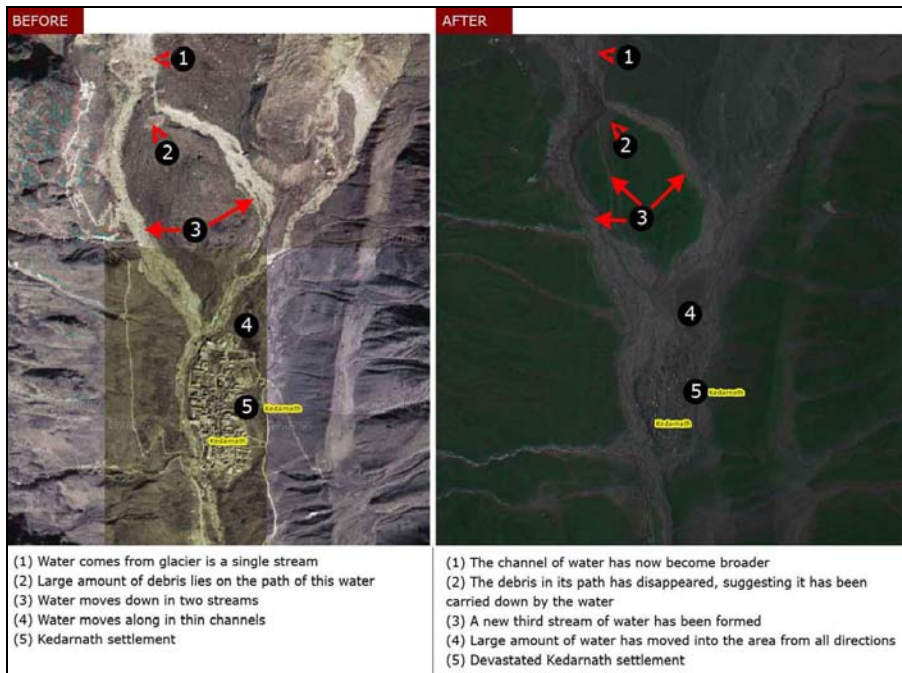 BEFORE
1
2
3
4
5
Kedarnath
Kedarnath
(1) Water comes from glacier is a single stream
(2) Large amount of debris lies on the path of this water
(3) Water moves down in two streams
(4) Water moves along in thin channels
(5) Kedarnath settlement
AFTER
1
2
3
4
5
Kedarnath
Kedarnath
(1) The channel of water has now become broader
(2) The debris in its path has disappeared, suggesting it has been
carried down by the water
(3) A new third stream of water has been formed
(4) Large amount of water has moved into the area from all directions
(5) Devastated Kedarnath settlement